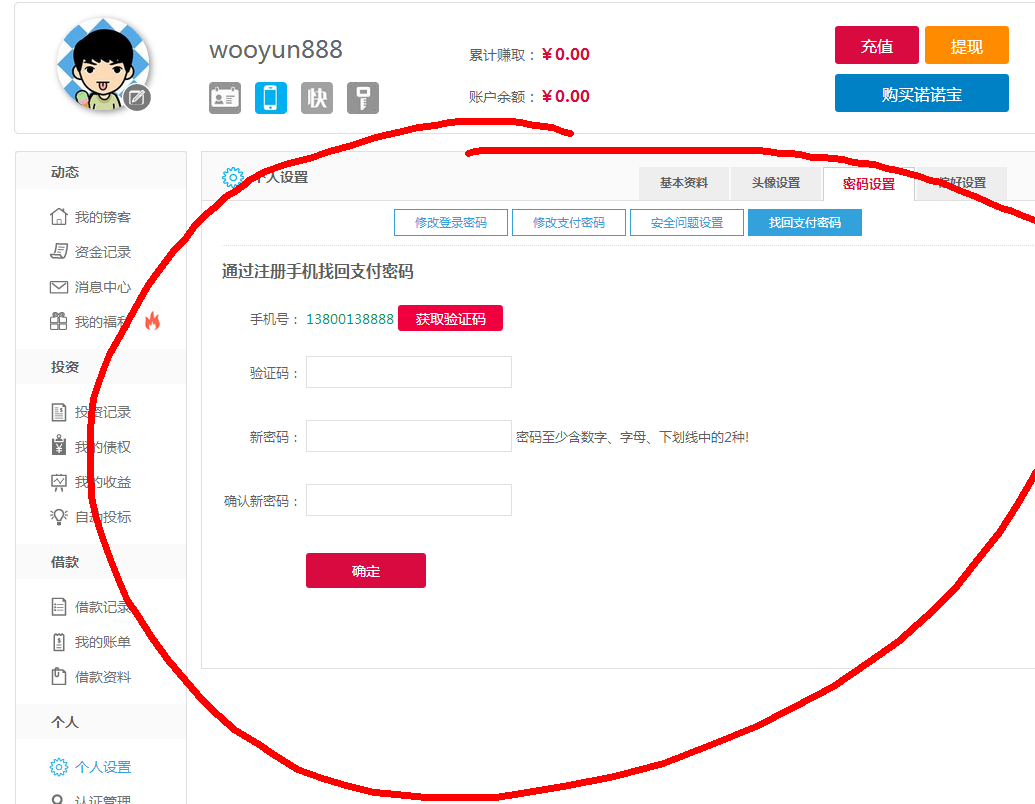 wooyun888
累计赚取：￥0.00
充值 提现
快
账户余额：￥0.00
购买诺诺宝
动态
我的镑客
资金记录
消息中心
我的福利
投资
投资记录
我的债权
我的收益
自动投标
借款
借款记录
我的账单
借款资料
个人
个人设置
认证管理
个人设置
基本资料 头像设置 密码设置 偏好设置
修改登录密码 修改支付密码 安全问题设置 找回支付密码
通过注册手机找回支付密码
手机号： 13800138888 获取验证码
验证码：
新密码： 密码至少含数字、字母、下划线中的2种!
确认新密码：
确定